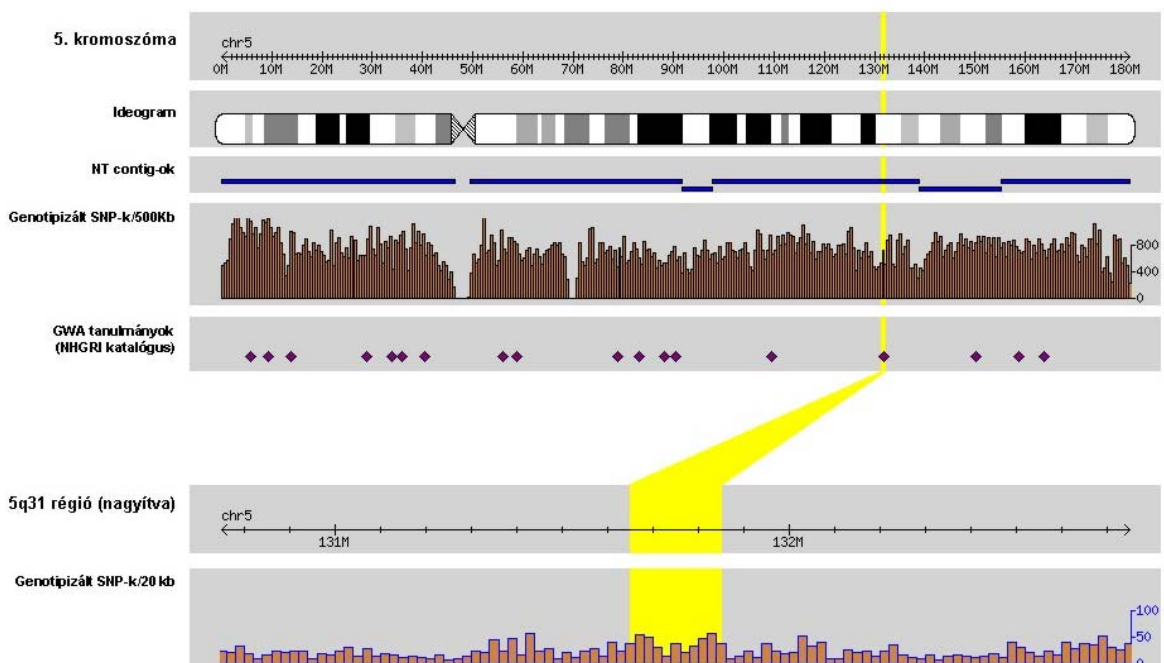 5. kromoszóma
chr5
0M 10M 20M 30M 40M 50M 60M 70M 80M 90M 100M 110M 120M 130M 140M 150M 160M 170M 180M
Ideogram
NT contig-ok
Genotipizált SNP-k/500Kb
800
400
0
GWA tanulmányok
(NHGRI katalógus)
5q31 régió (nagyítva)
chr5
131M 132M
Genotipizált SNP-k/20 kb
100
50
0